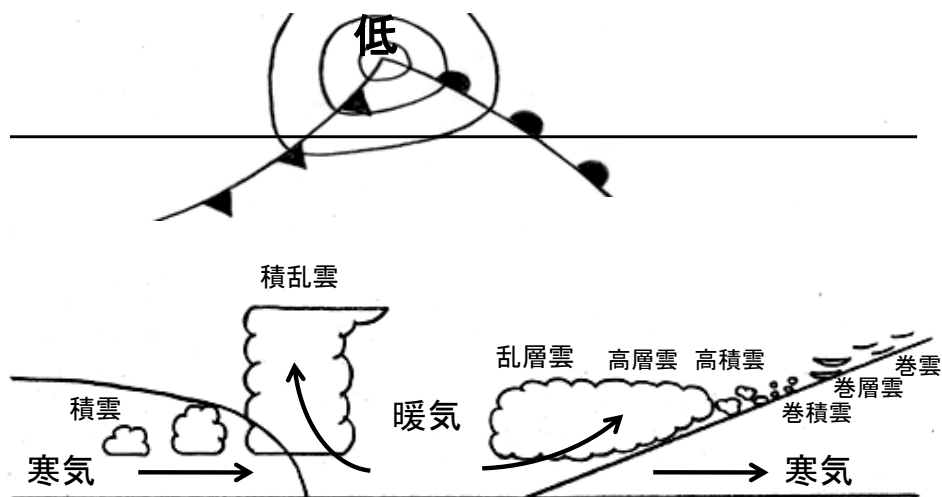 低
積乱雲
乱層雲 高層雲 高積雲 巻雲
巻層雲
積雲 暖気 巻積雲
寒気 寒気